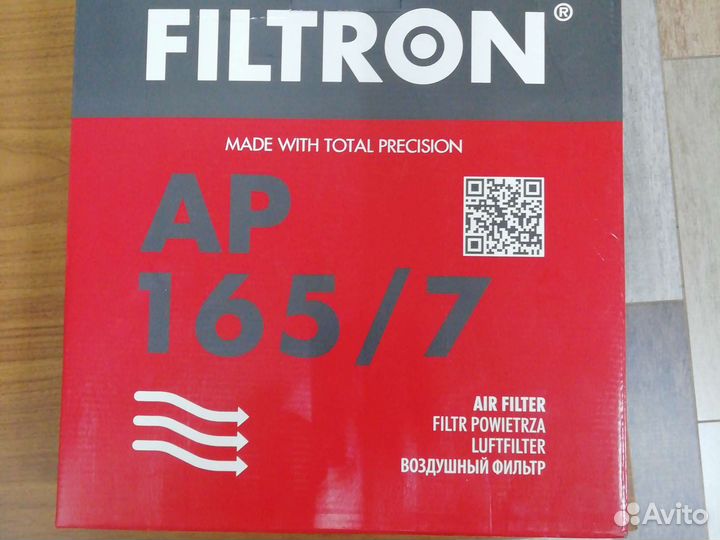 FILTRON®
MADE WITH TOTAL PRECISION
AP
165/7
AIR FILTER
FILTR POWIETRZA
LUFTFILTER
ВОЗДУШНЫЙ ФИЛЬТР
Avito